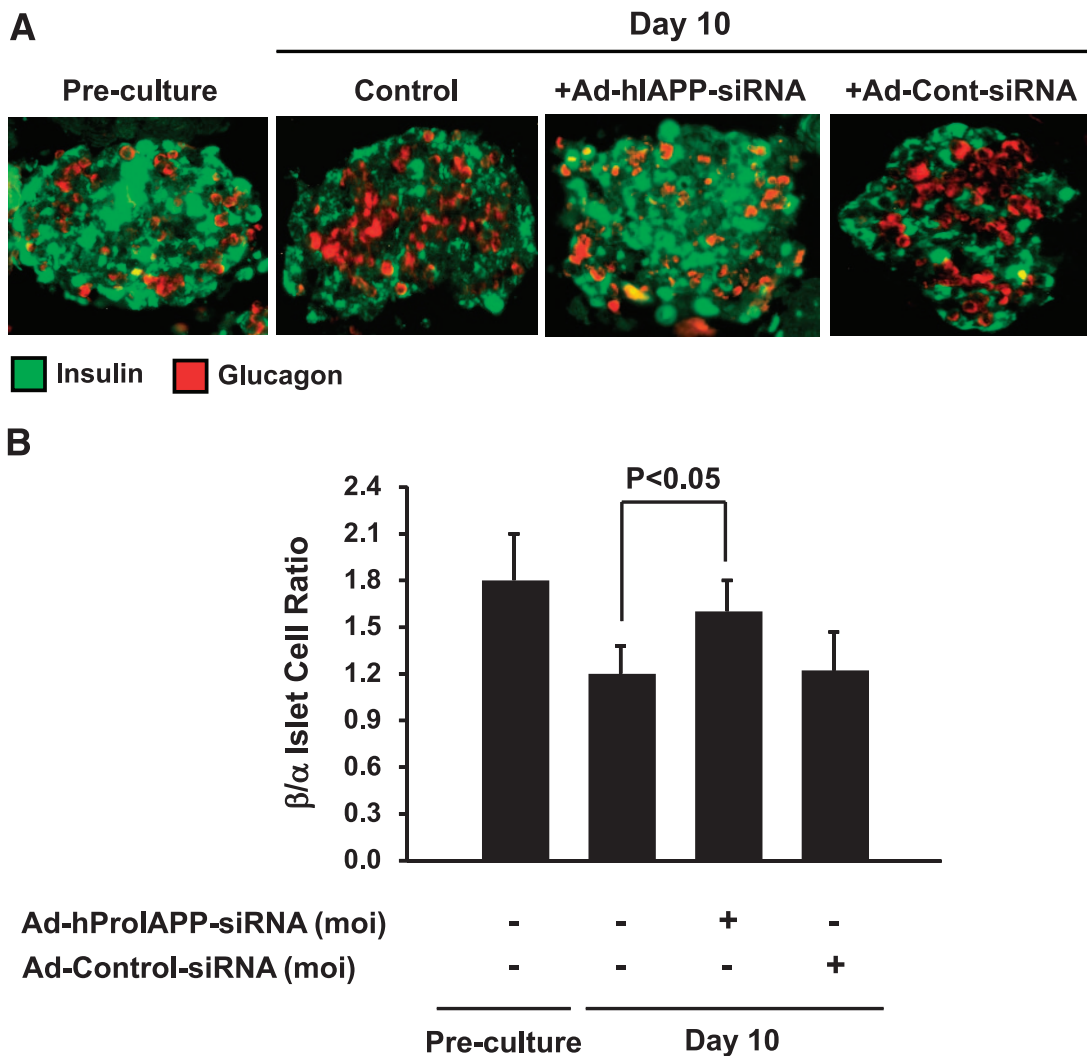 A
Day 10
Pre-culture Control +Ad-hIAPP-siRNA +Ad-Cont-siRNA
Insulin Glucagon
B
P<0.05
2.4
2.1
1.8
1.5
1.2
0.9
0.6
0.3
0.0
β/α Islet Cell Ratio
Ad-hProIAPP-siRNA (moi) - - + -
Ad-Control-siRNA (moi) - - - +
Pre-culture Day 10